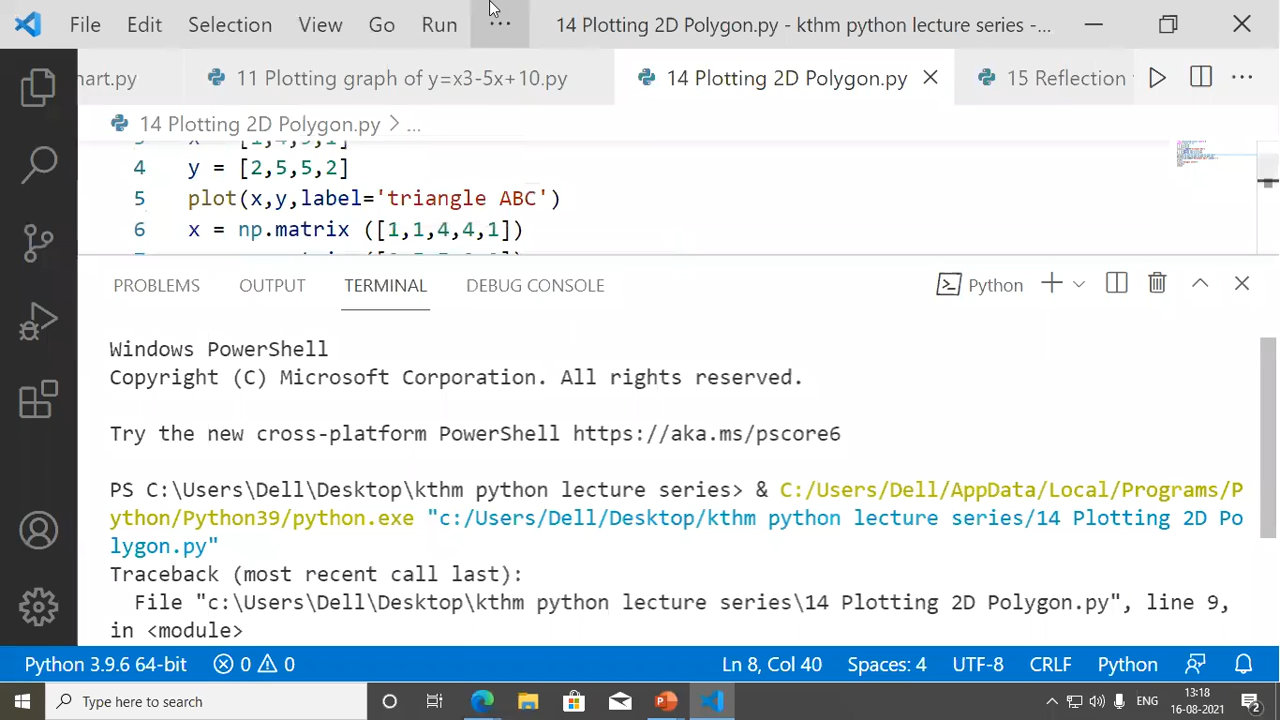 File Edit Selection View Go Run ... 14 Plotting 2D Polygon.py - kthm python lecture series -...
hart.py 11 Plotting graph of y=x3-5x+10.py 14 Plotting 2D Polygon.py 15 Reflection
14 Plotting 2D Polygon.py > ...
4 y = [2,5,5,2]
5 plot(x,y,label='triangle ABC')
6 x = np.matrix ([1,1,4,4,1])
PROBLEMS OUTPUT TERMINAL DEBUG CONSOLE Python
Windows PowerShell
Copyright (C) Microsoft Corporation. All rights reserved.
Try the new cross-platform PowerShell https://aka.ms/pscore6
PS C:\Users\Dell\Desktop\kthm python lecture series> & C:/Users/Dell/AppData/Local/Programs/P
ython/Python39/python.exe "c:/Users/Dell/Desktop/kthm python lecture series/14 Plotting 2D Po
lygon.py"
Traceback (most recent call last):
File "c:\Users\Dell\Desktop\kthm python lecture series\14 Plotting 2D Polygon.py", line 9,
in <module>
Python 3.9.6 64-bit 0 0 Ln 8, Col 40 Spaces: 4 UTF-8 CRLF Python
Type here to search ENG 13:18
16-08-2021 2